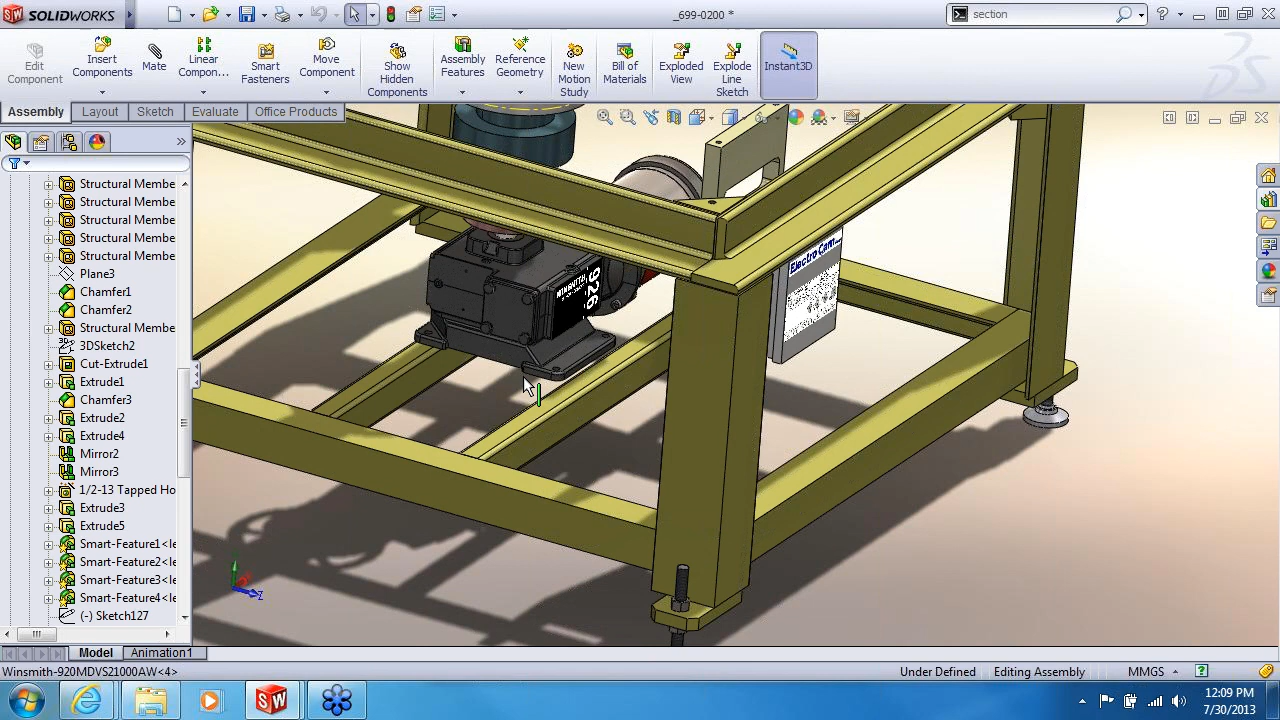 SOLIDWORKS
_699-0200 *
section
Edit Component
Insert Components
Mate
Linear Compon...
Smart Fasteners
Move Component
Show Hidden Components
Assembly Features
Reference Geometry
New Motion Study
Bill of Materials
Exploded View
Explode Line Sketch
Instant3D
Assembly
Layout
Sketch
Evaluate
Office Products
Structural Membe
Structural Membe
Structural Membe
Structural Membe
Structural Membe
Plane3
Chamfer1
Chamfer2
Structural Membe
3DSketch2
Cut-Extrude1
Extrude1
Chamfer3
Extrude2
Extrude4
Mirror2
Mirror3
1/2-13 Tapped Ho
Extrude3
Extrude5
Smart-Feature1<Ie
Smart-Feature2<Ie
Smart-Feature3<Ie
Smart-Feature4<Ie
(-) Sketch127
WINSMITH
926
Electro Cam...
Z
Model
Animation1
Winsmith-920MDVS21000AW<4>
Under Defined
Editing Assembly
MMGS
12:09 PM
7/30/2013